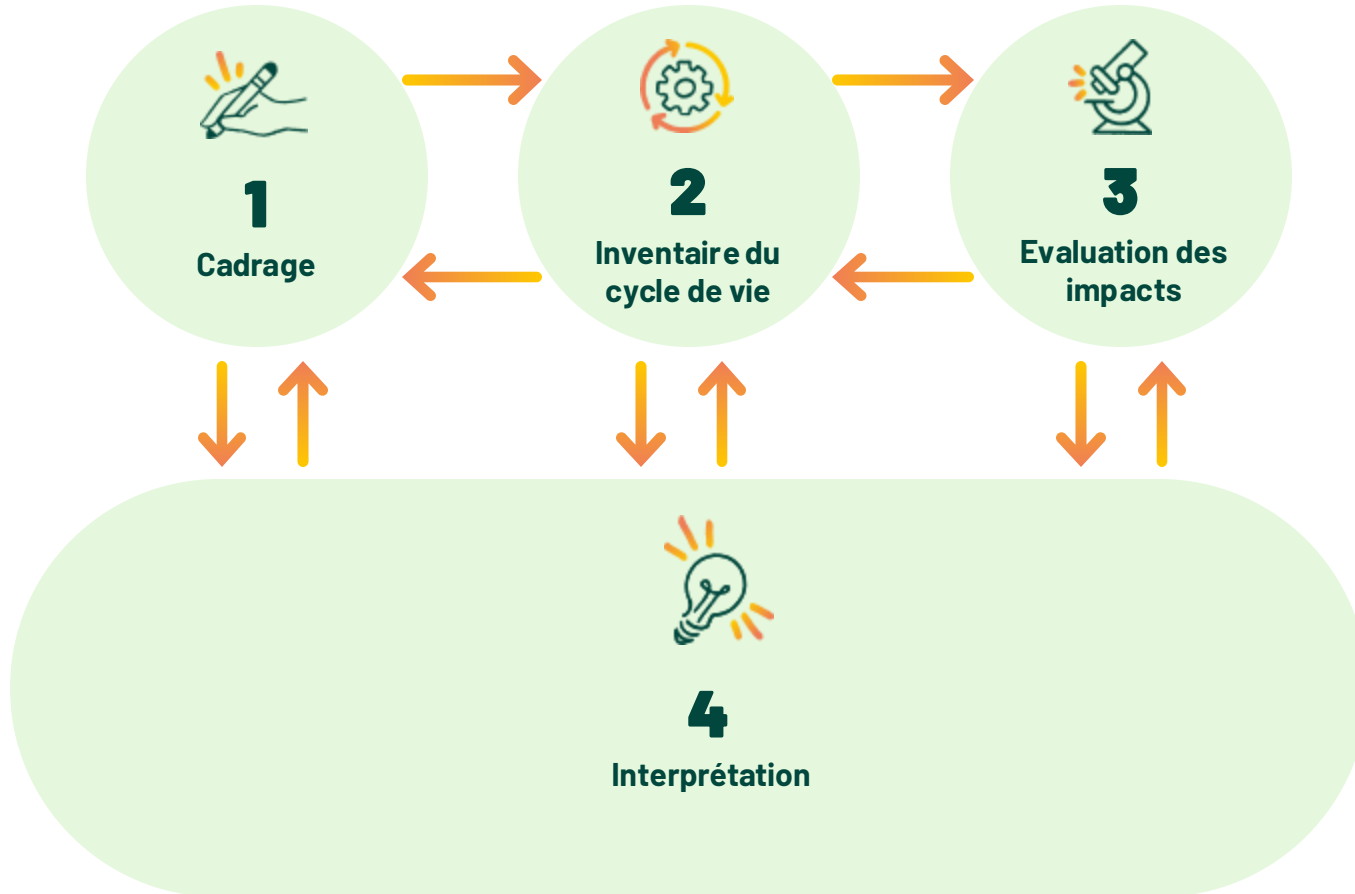 1
Cadrage
2
Inventaire du
cycle de vie
3
Evaluation des
impacts
4
Interprétation